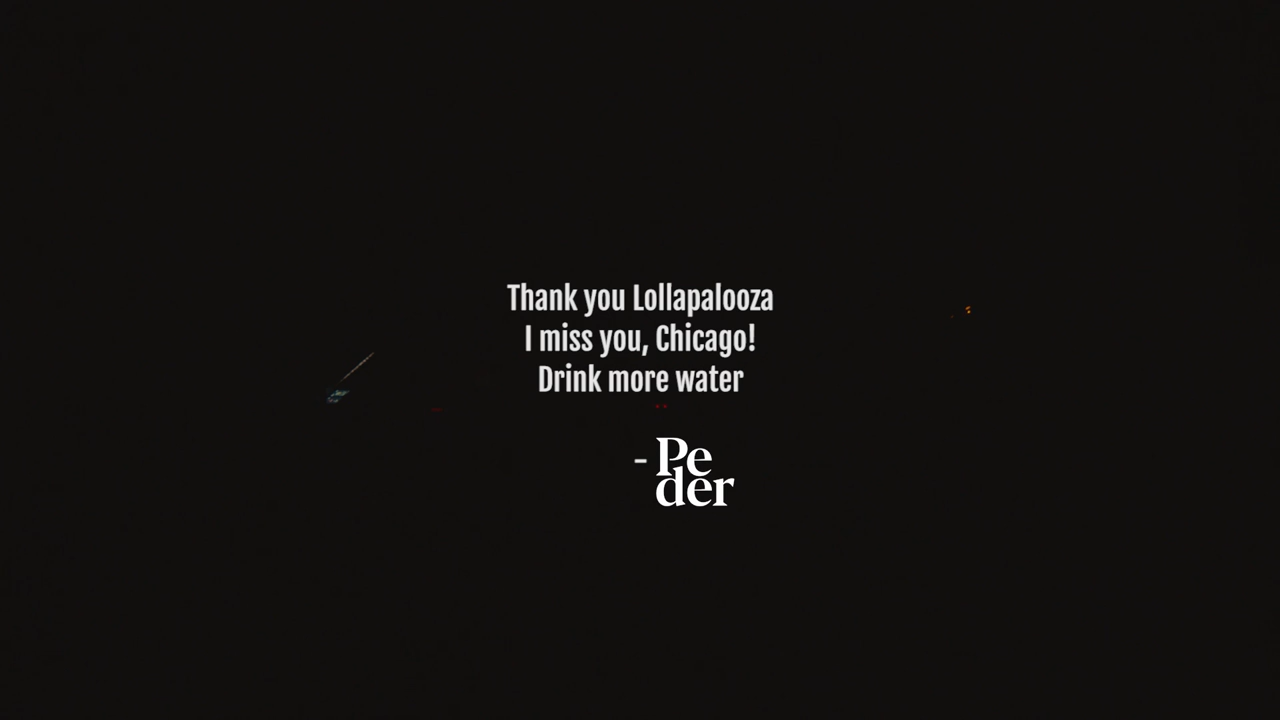 Thank you Lollapalooza
I miss you, Chicago!
Drink more water
- Pe
der